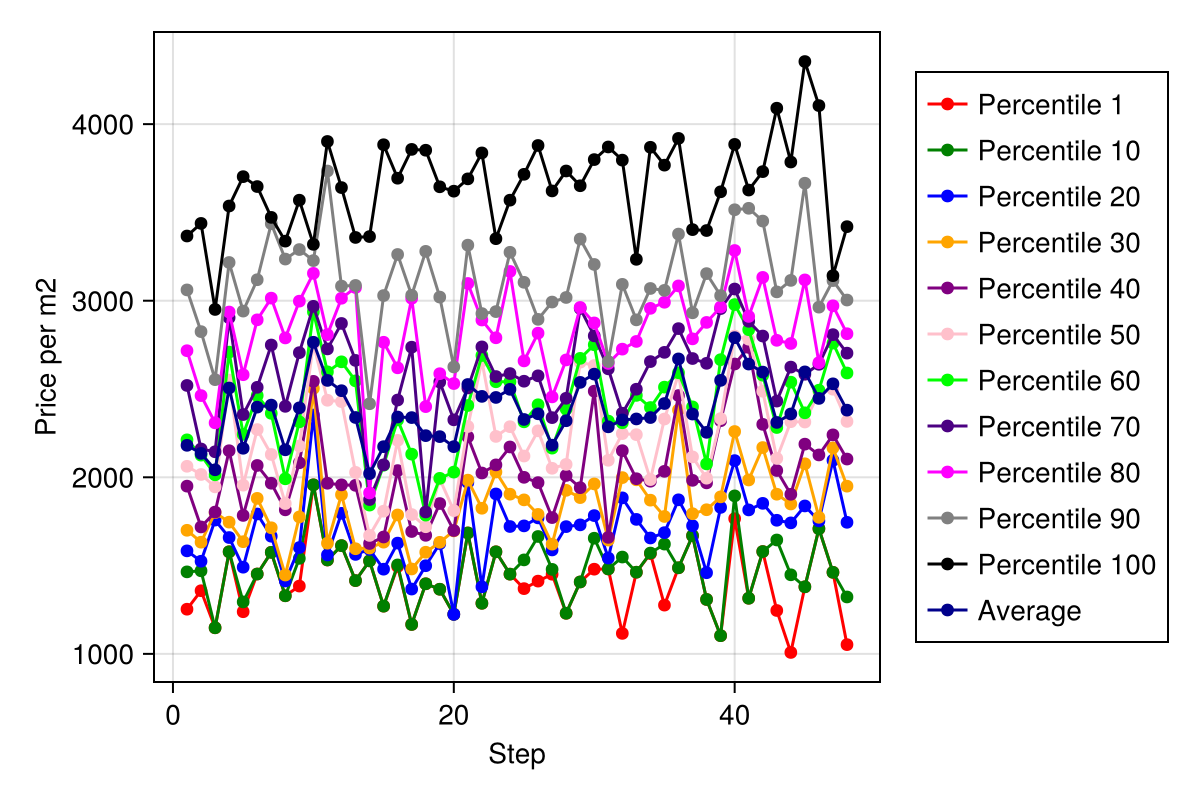 4000
3000
2000
1000
Price per m2
0
20
40
Step
Percentile 1
Percentile 10
Percentile 20
Percentile 30
Percentile 40
Percentile 50
Percentile 60
Percentile 70
Percentile 80
Percentile 90
Percentile 100
Average